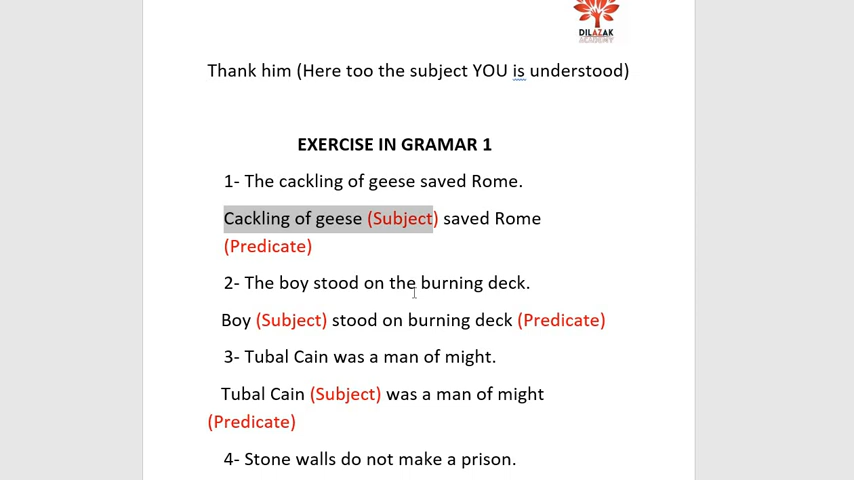 DILAZAK
ACADEMY
Thank him (Here too the subject YOU is understood)
EXERCISE IN GRAMAR 1
1- The cackling of geese saved Rome.
Cackling of geese (Subject) saved Rome
(Predicate)
2- The boy stood on the burning deck.
Boy (Subject) stood on burning deck (Predicate)
3- Tubal Cain was a man of might.
Tubal Cain (Subject) was a man of might
(Predicate)
4- Stone walls do not make a prison.